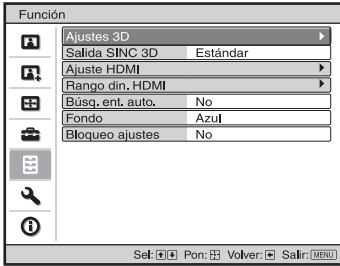 Función
Ajustes 3D
Salida SINC 3D Estándar
Ajuste HDMI
Rango din. HDMI
Búsq. ent. auto. No
Fondo Azul
Bloqueo ajustes No
Sel: Pon: Volver: Salir: MENU